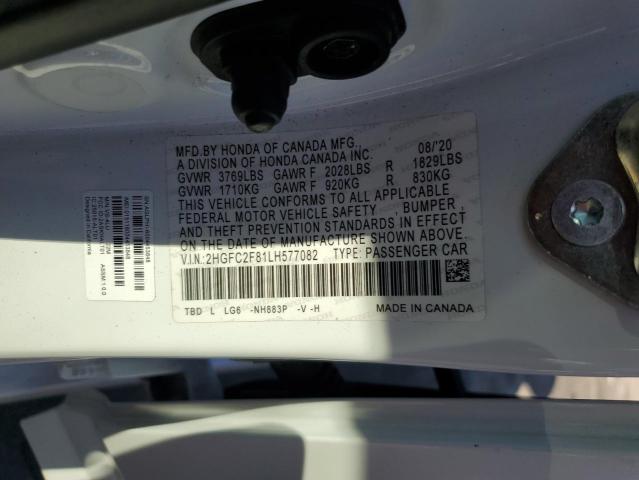 MFD.BY HONDA OF CANADA MFG., 08/'20
A DIVISION OF HONDA CANADA INC.
GVWR 3769LBS GAWR F 2028LBS R 1829LBS
GVWR 1710KG GAWR F 920KG R 830KG
THIS VEHICLE CONFORMS TO ALL APPLICABLE
FEDERAL MOTOR VEHICLE SAFETY , BUMPER ,
AND THEFT PREVENTION STANDARDS IN EFFECT ON
THE DATE OF MANUFACTURE SHOWN ABOVE.
V.I.N.:2HGFC2F81LH577082 TYPE: PASSENGER CAR
TBD L LG6 -NH883P -V -H MADE IN CANADA